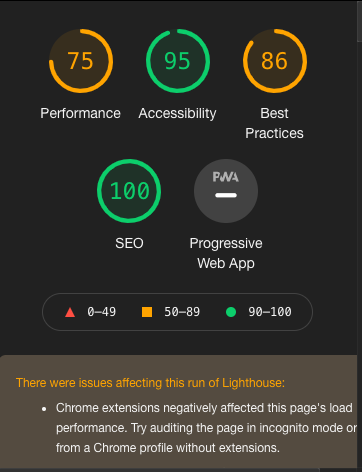 75 95 86
Performance Accessibility Best
Practices
100 PWA
SEO Progressive
Web App
0–49 50–89 90–100
There were issues affecting this run of Lighthouse:
• Chrome extensions negatively affected this page's load
performance. Try auditing the page in incognito mode or
from a Chrome profile without extensions.